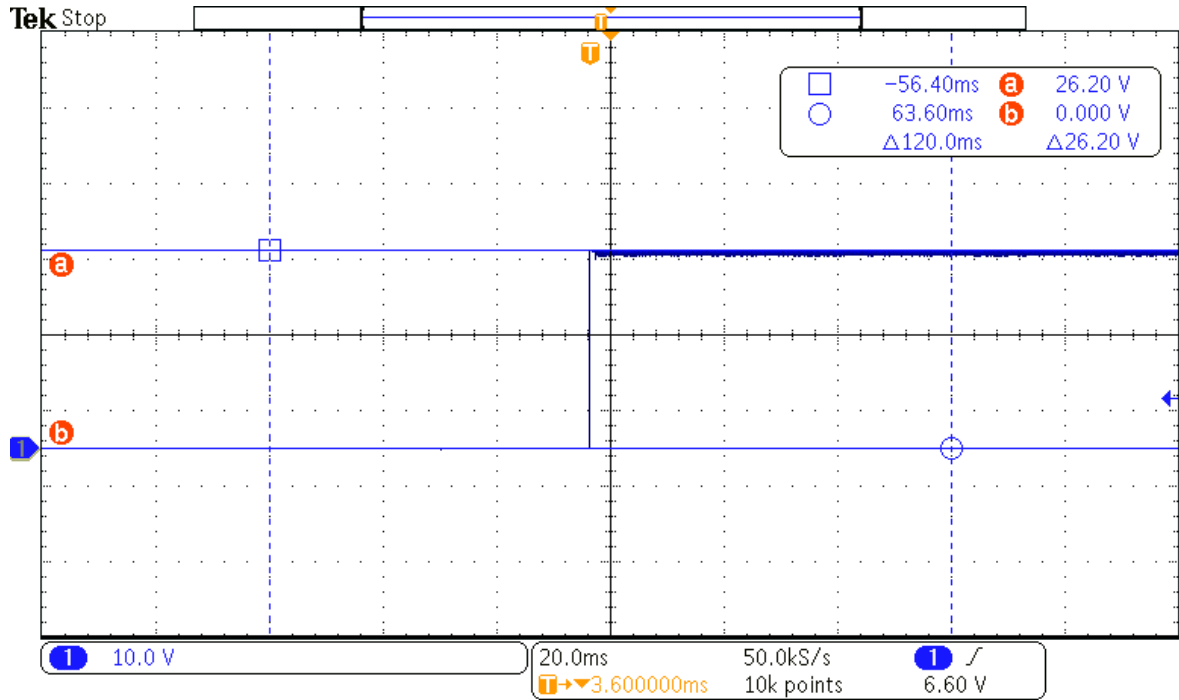 Tek Stop
T
T
−56.40ms a 26.20 V
63.60ms b 0.000 V
Δ120.0ms Δ26.20 V
a
b
1
1 10.0 V
20.0ms 50.0kS/s 1
T→▼3.600000ms 10k points 6.60 V